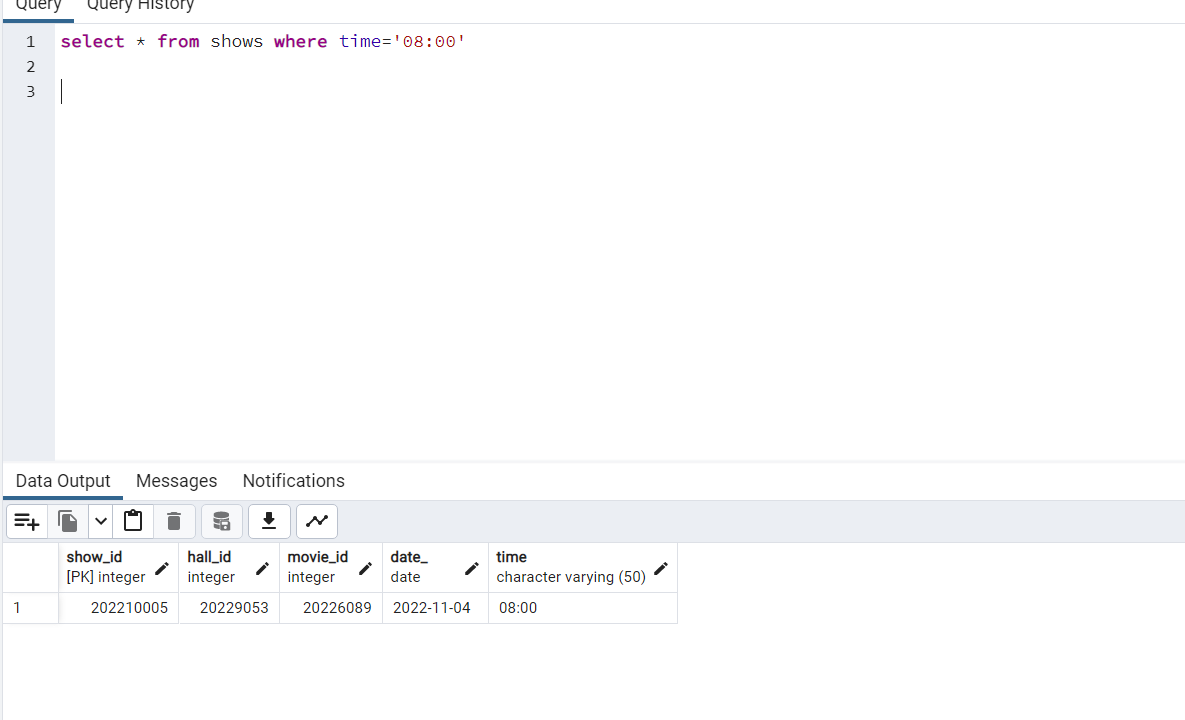 Query Query History
1 select * from shows where time='08:00'
2
3
Data Output Messages Notifications
show_id hall_id movie_id date_ time
[PK] integer integer integer date character varying (50)
1 202210005 20229053 20226089 2022-11-04 08:00